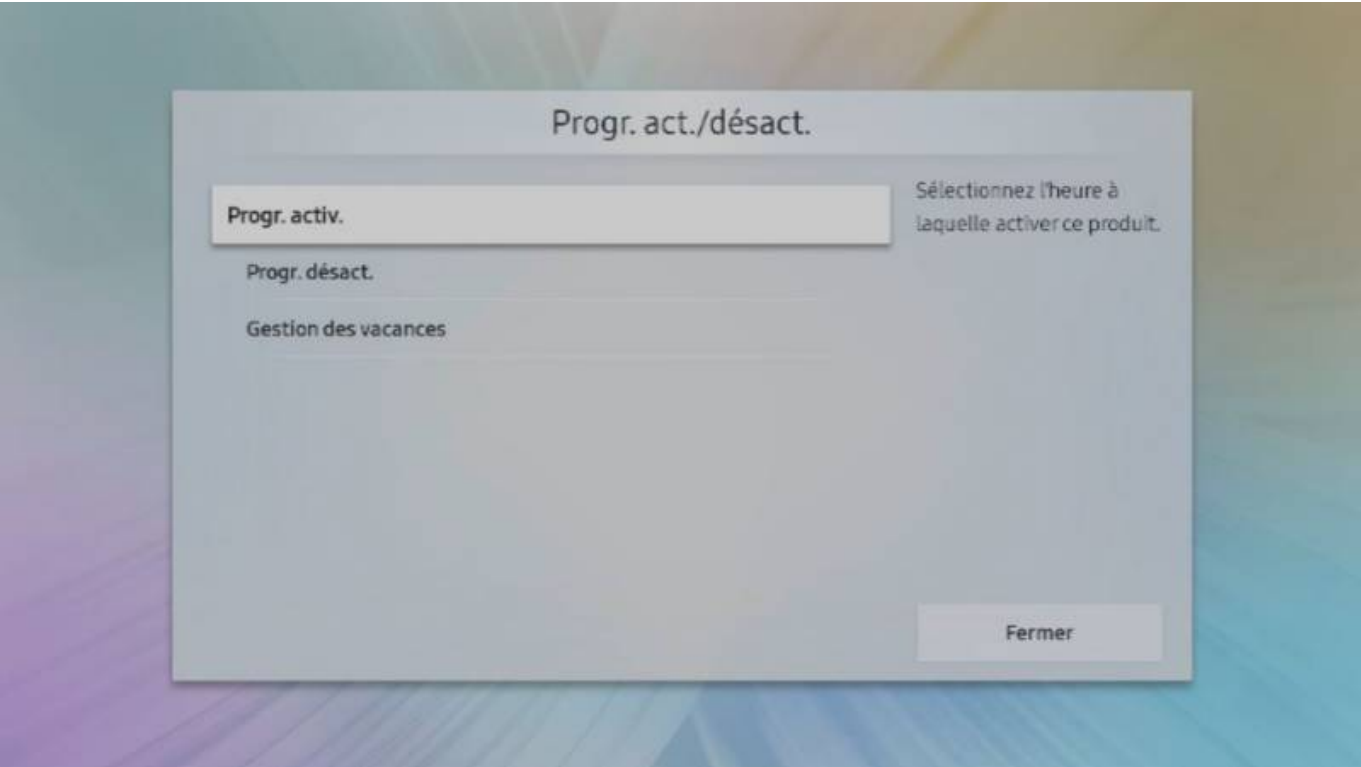 Progr. act./désact.
Progr. activ.
Sélectionnez l'heure à
laquelle activer ce produit.
Progr. désact.
Gestion des vacances
Fermer